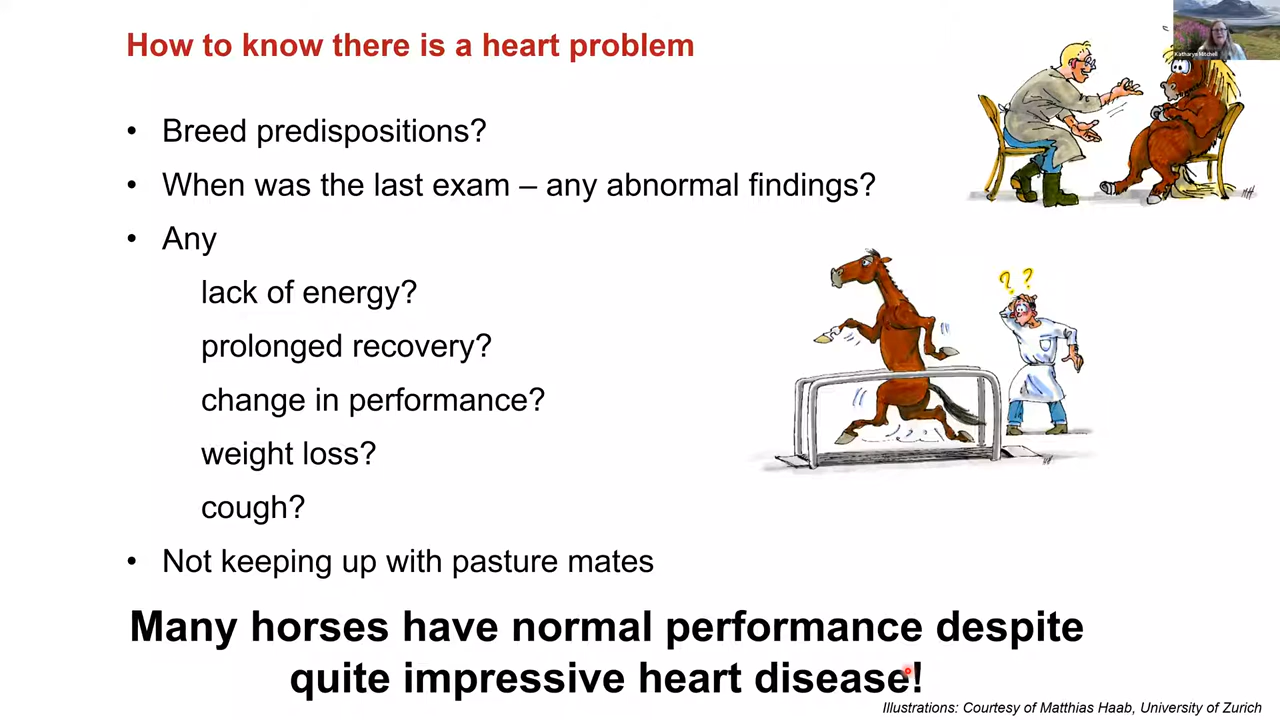 How to know there is a heart problem
Katharyn Mitchell
• Breed predispositions?
• When was the last exam – any abnormal findings?
• Any
lack of energy?
prolonged recovery?
change in performance?
weight loss?
cough?
• Not keeping up with pasture mates
? ?
Many horses have normal performance despite
quite impressive heart disease!
Illustrations: Courtesy of Matthias Haab, University of Zurich